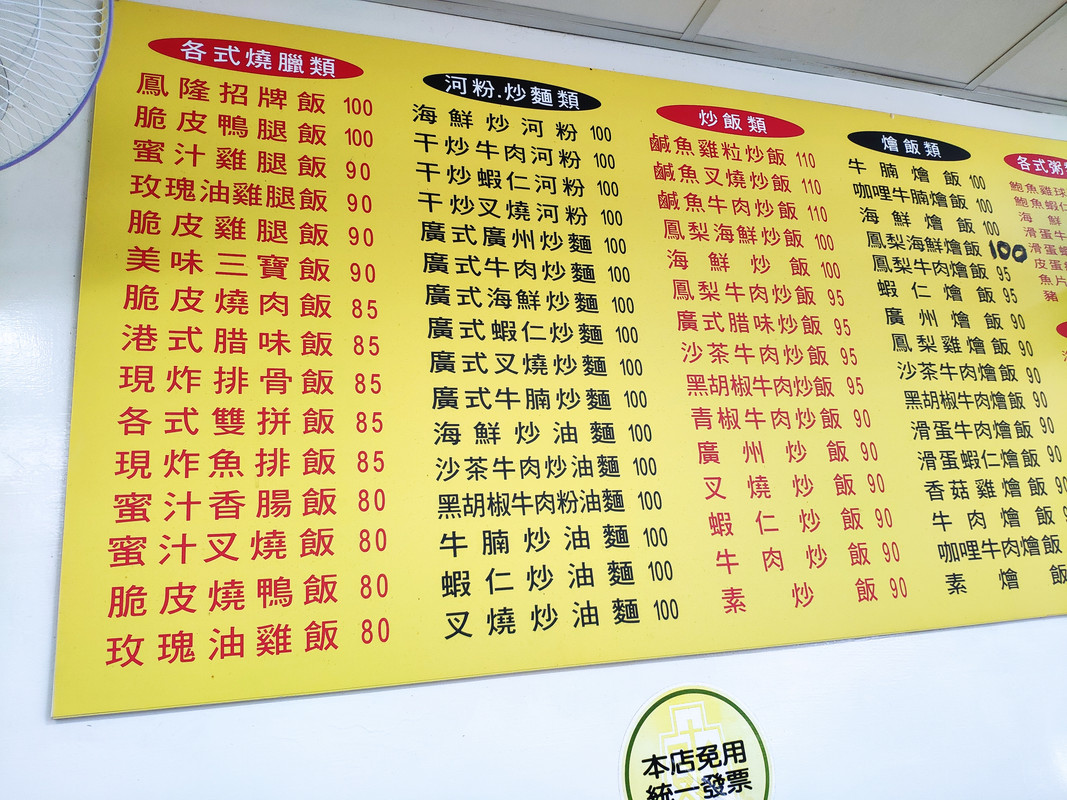 各式燒臘類
鳳隆招牌飯 100
脆皮鴨腿飯 100
蜜汁雞腿飯 90
玫瑰油雞腿飯 90
脆皮雞腿飯 90
美味三寶飯 90
脆皮燒肉飯 85
港式腊味飯 85
現炸排骨飯 85
各式雙拼飯 85
現炸魚排飯 85
蜜汁香腸飯 80
蜜汁叉燒飯 80
脆皮燒鴨飯 80
玫瑰油雞飯 80
河粉.炒麵類
海鮮炒河粉 100
干炒牛肉河粉 100
干炒蝦仁河粉 100
干炒叉燒河粉 100
廣式廣州炒麵 100
廣式牛肉炒麵 100
廣式海鮮炒麵 100
廣式蝦仁炒麵 100
廣式叉燒炒麵 100
廣式牛腩炒麵 100
海鮮炒油麵 100
沙茶牛肉炒油麵 100
黑胡椒牛肉粉油麵 100
牛腩炒油麵 100
蝦仁炒油麵 100
叉燒炒油麵 100
炒飯類
鹹魚雞粒炒飯 110
鹹魚叉燒炒飯 110
鹹魚牛肉炒飯 110
鳳梨海鮮炒飯 100
海鮮炒飯 100
鳳梨牛肉炒飯 95
廣式腊味炒飯 95
沙茶牛肉炒飯 95
黑胡椒牛肉炒飯 95
青椒牛肉炒飯 90
廣州炒飯 90
叉燒炒飯 90
蝦仁炒飯 90
牛肉炒飯 90
素炒飯 90
燴飯類
牛腩燴飯 100
咖哩牛腩燴飯 100
海鮮燴飯 100
鳳梨海鮮燴飯 100
鳳梨牛肉燴飯 95
蝦仁燴飯 95
廣州燴飯 90
鳳梨雞燴飯 90
沙茶牛肉燴飯 90
黑胡椒牛肉燴飯 90
滑蛋牛肉燴飯 90
滑蛋蝦仁燴飯 90
香菇雞燴飯 90
牛肉燴飯
咖哩牛肉燴飯
素燴飯
各式粥
鮑魚雞球
鮑魚蝦仁
海鮮
滑蛋牛
滑蛋蝦
皮蛋
魚片
豬
本店免用
統一發票